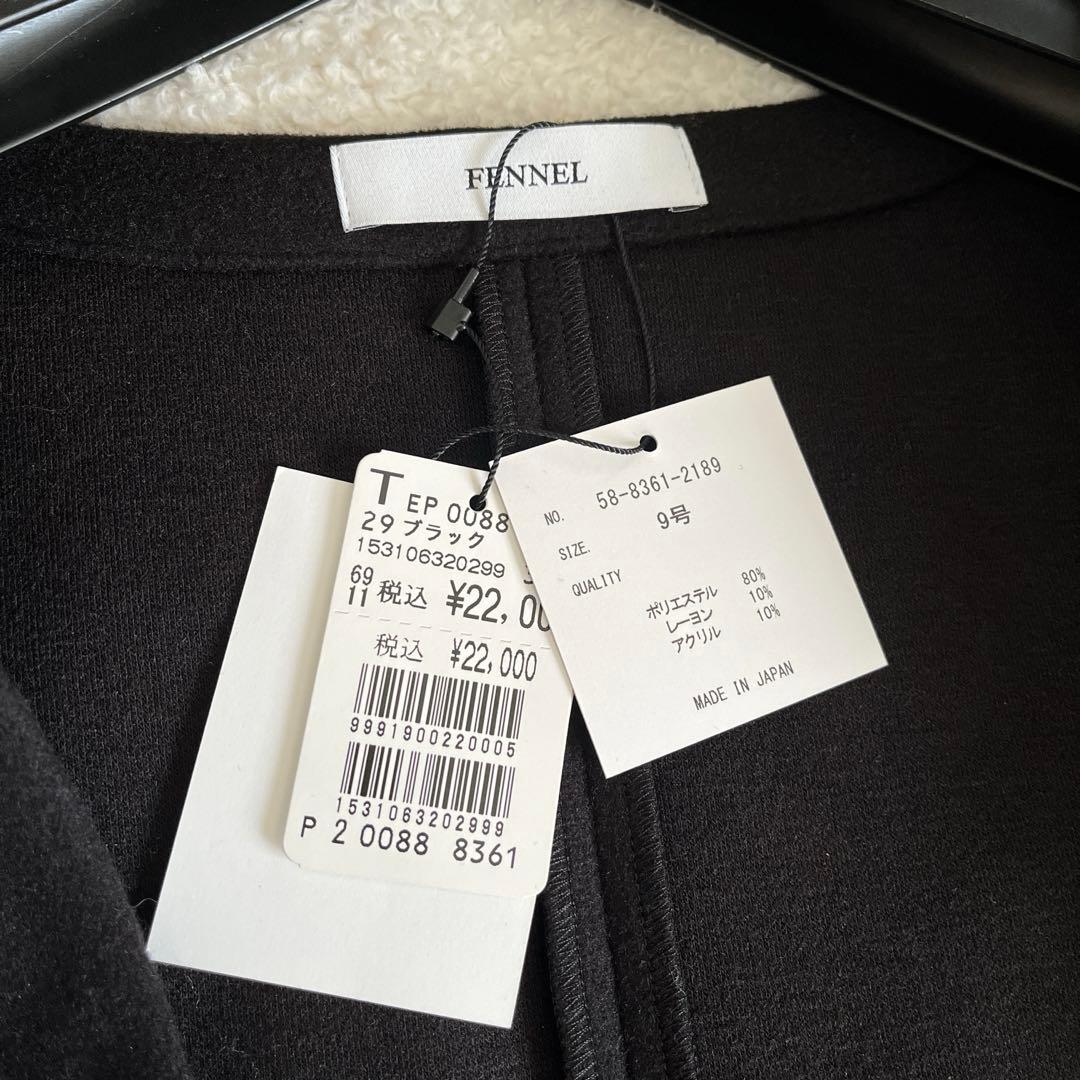 FENNEL
T EP 0088
29 ブラック
153106320299
69
11 税込 ¥22,00
税込 ¥22,000
9991900220005
1531063202999
P 2 0088 8361
NO. 58-8361-2189
SIZE. 9号
QUALITY
ポリエステル 80%
レーヨン 10%
アクリル 10%
MADE IN JAPAN